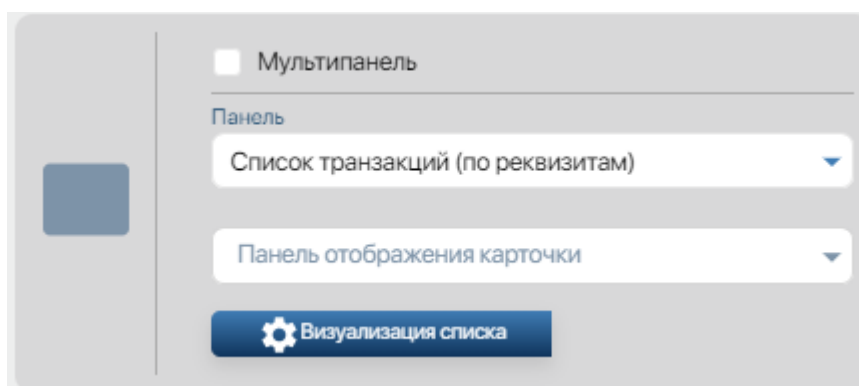 Мультипанель
Панель
Список транзакций (по реквизитам)
Панель отображения карточки
Визуализация списка